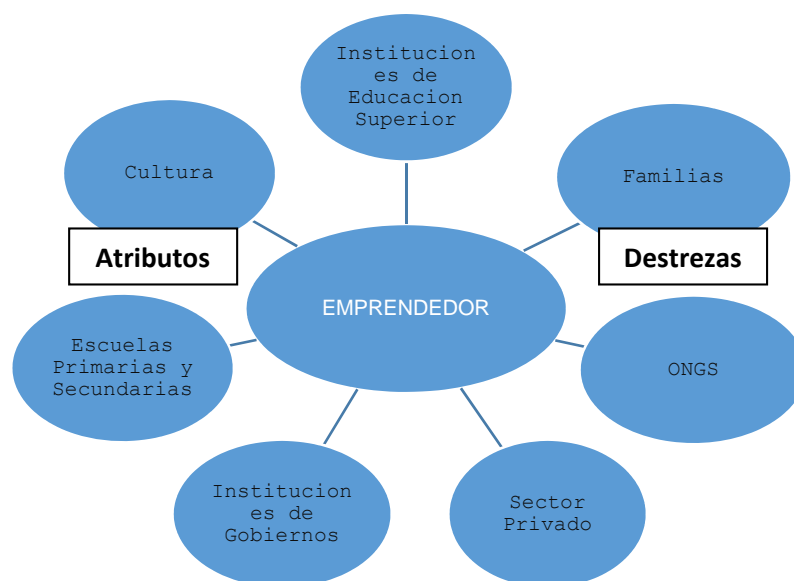 Institucion
es de
Educacion
Superior
Cultura
Familias
Atributos
Destrezas
EMPRENDEDOR
Escuelas
Primarias y
Secundarias
ONGS
Institucion
es de
Gobiernos
Sector
Privado